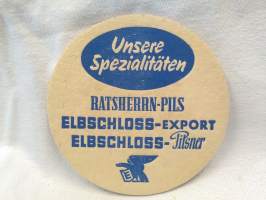 Unsere
Spezialitäten
RATSHERRN-PILS
ELBSCHLOSS-EXPORT
ELBSCHLOSS-Pilsner
E